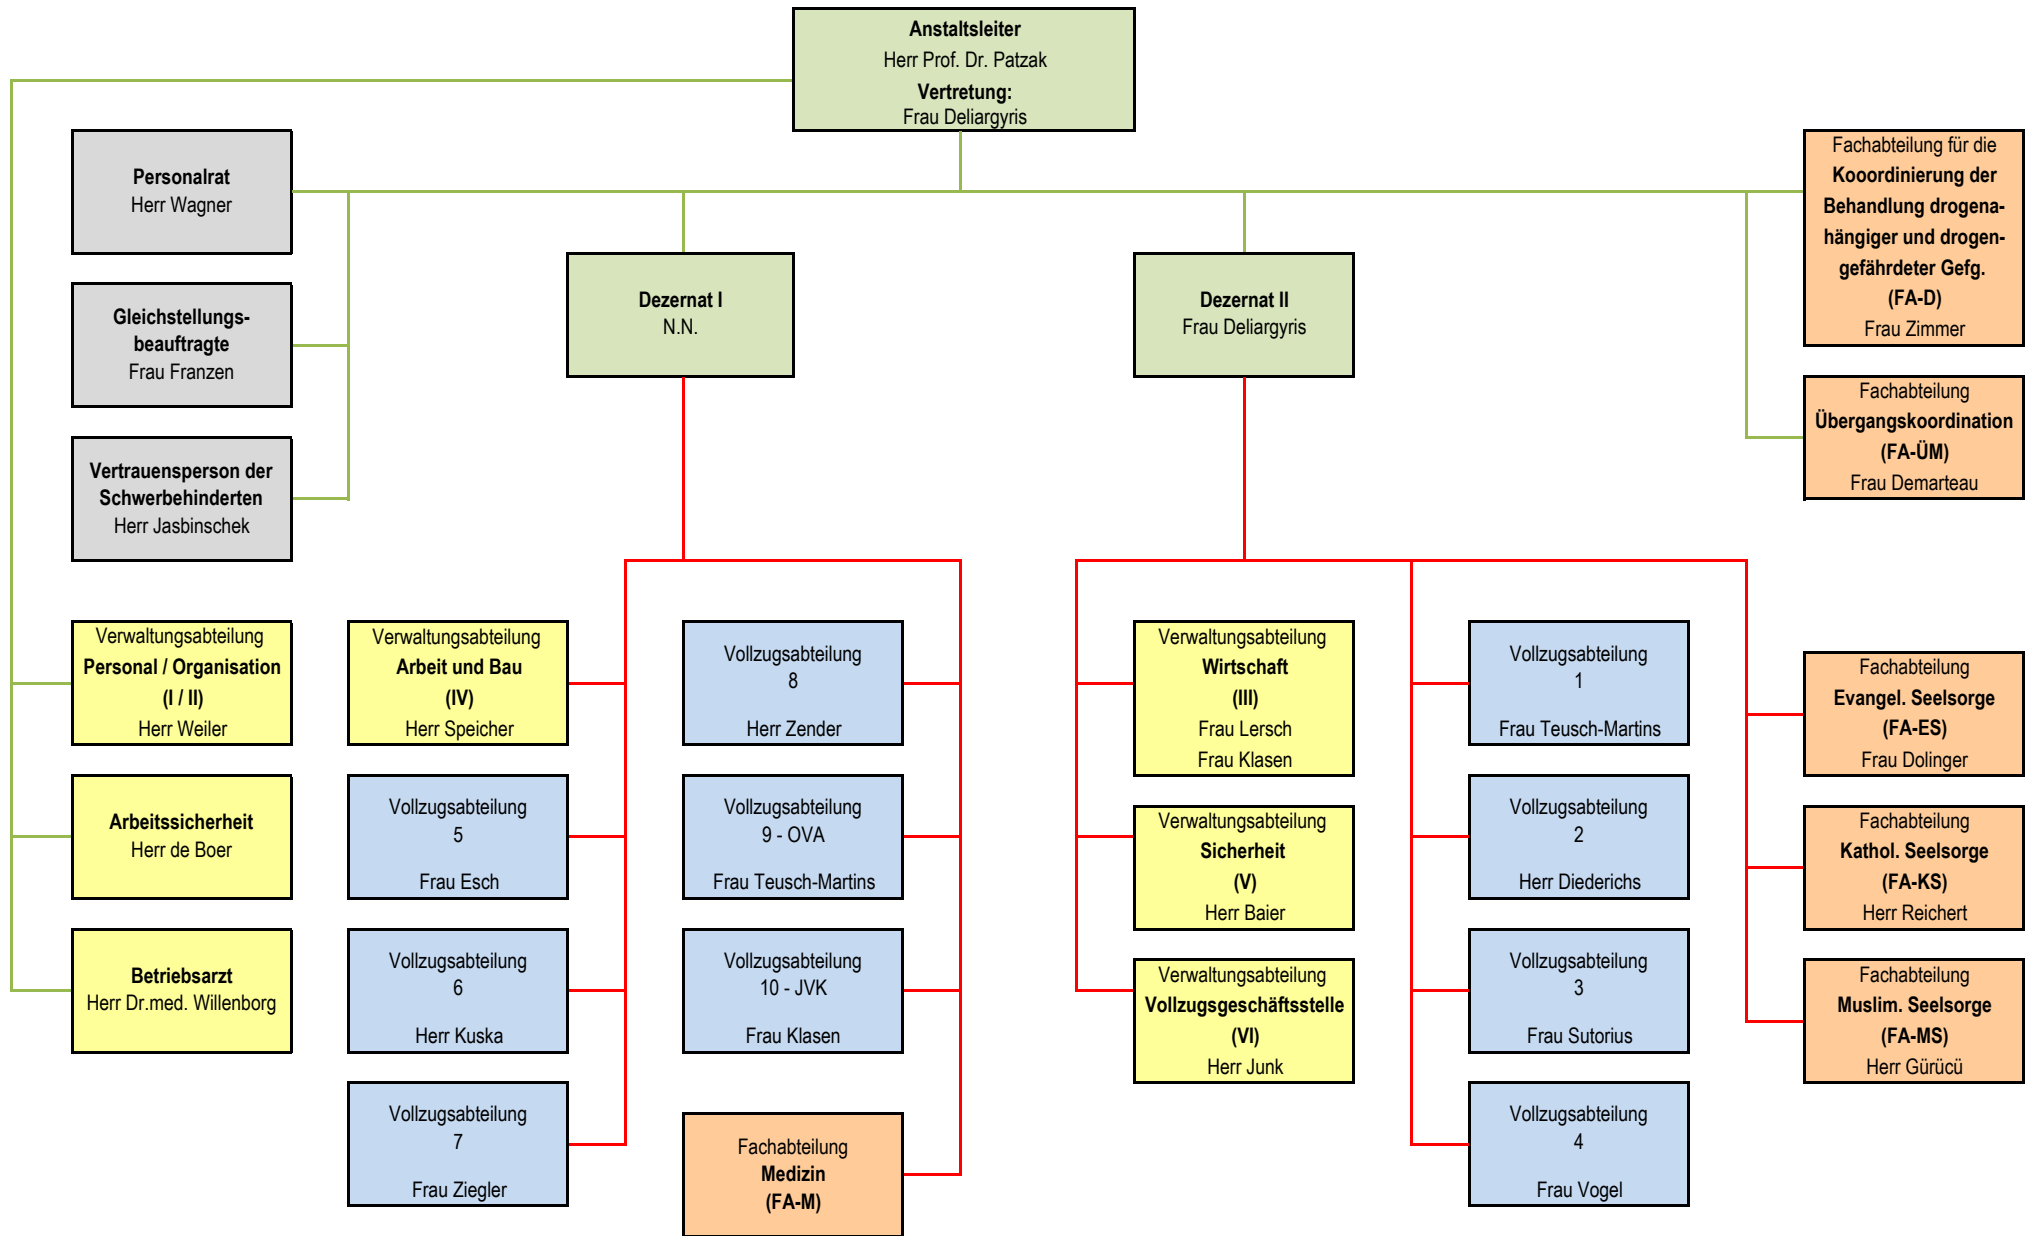 Anstaltsleiter
Herr Prof. Dr. Patzak
Vertretung:
Frau Deliargyris
Personalrat
Herr Wagner
Gleichstellungs-
beauftragte
Frau Franzen
Vertrauensperson der
Schwerbehinderten
Herr Jasbinschek
Dezernat I
N.N.
Dezernat II
Frau Deliargyris
Fachabteilung für die
Kooordinierung der
Behandlung drogena-
hängiger und drogen-
gefährdeter Gefg.
(FA-D)
Frau Zimmer
Fachabteilung
Übergangskoordination
(FA-ÜM)
Frau Demarteau
Verwaltungsabteilung
Personal / Organisation
(I / II)
Herr Weiler
Arbeitssicherheit
Herr de Boer
Betriebsarzt
Herr Dr.med. Willenborg
Verwaltungsabteilung
Arbeit und Bau
(IV)
Herr Speicher
Vollzugsabteilung
5
Frau Esch
Vollzugsabteilung
6
Herr Kuska
Vollzugsabteilung
7
Frau Ziegler
Vollzugsabteilung
8
Herr Zender
Vollzugsabteilung
9 - OVA
Frau Teusch-Martins
Vollzugsabteilung
10 - JVK
Frau Klasen
Fachabteilung
Medizin
(FA-M)
Verwaltungsabteilung
Wirtschaft
(III)
Frau Lersch
Frau Klasen
Verwaltungsabteilung
Sicherheit
(V)
Herr Baier
Verwaltungsabteilung
Vollzugsgeschäftsstelle
(VI)
Herr Junk
Vollzugsabteilung
1
Frau Teusch-Martins
Vollzugsabteilung
2
Herr Diederichs
Vollzugsabteilung
3
Frau Sutorius
Vollzugsabteilung
4
Frau Vogel
Fachabteilung
Evangel. Seelsorge
(FA-ES)
Frau Dolinger
Fachabteilung
Kathol. Seelsorge
(FA-KS)
Herr Reichert
Fachabteilung
Muslim. Seelsorge
(FA-MS)
Herr Gürücü